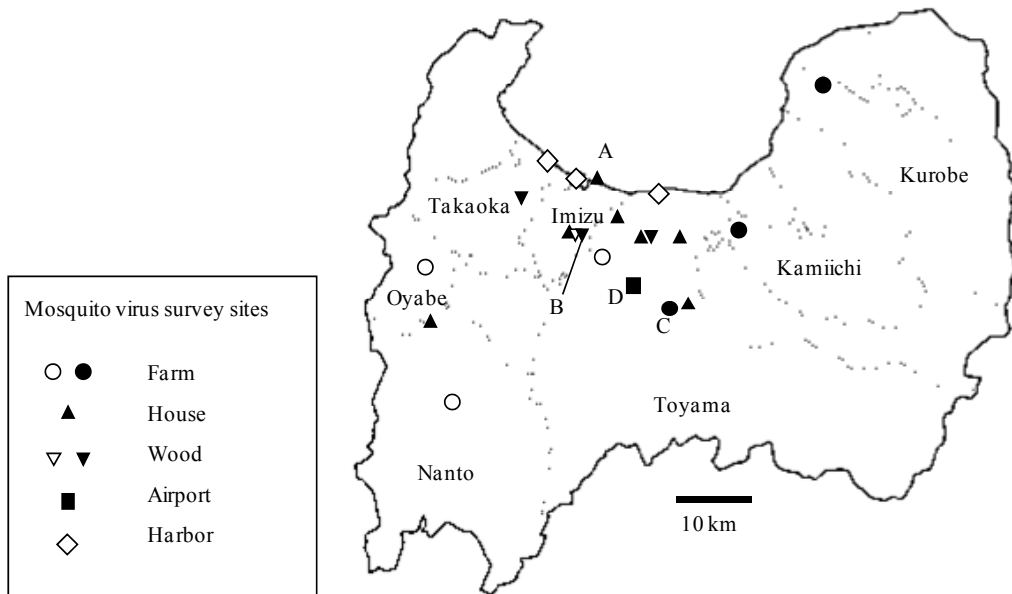 A
Kurobe
Takaoka
Imizu
Kamiichi
Oyabe
B
D
C
Toyama
Nanto
10 km
Mosquito virus survey sites
Farm
House
Wood
Airport
Harbor